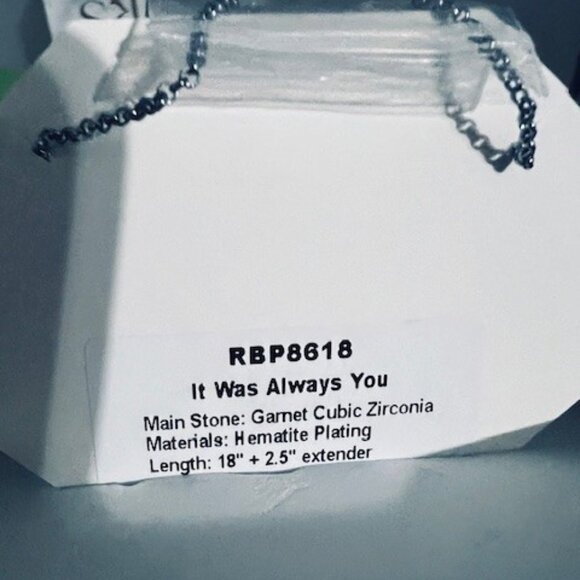 RBP8618
It Was Always You
Main Stone: Garnet Cubic Zirconia
Materials: Hematite Plating
Length: 18" + 2.5" extender